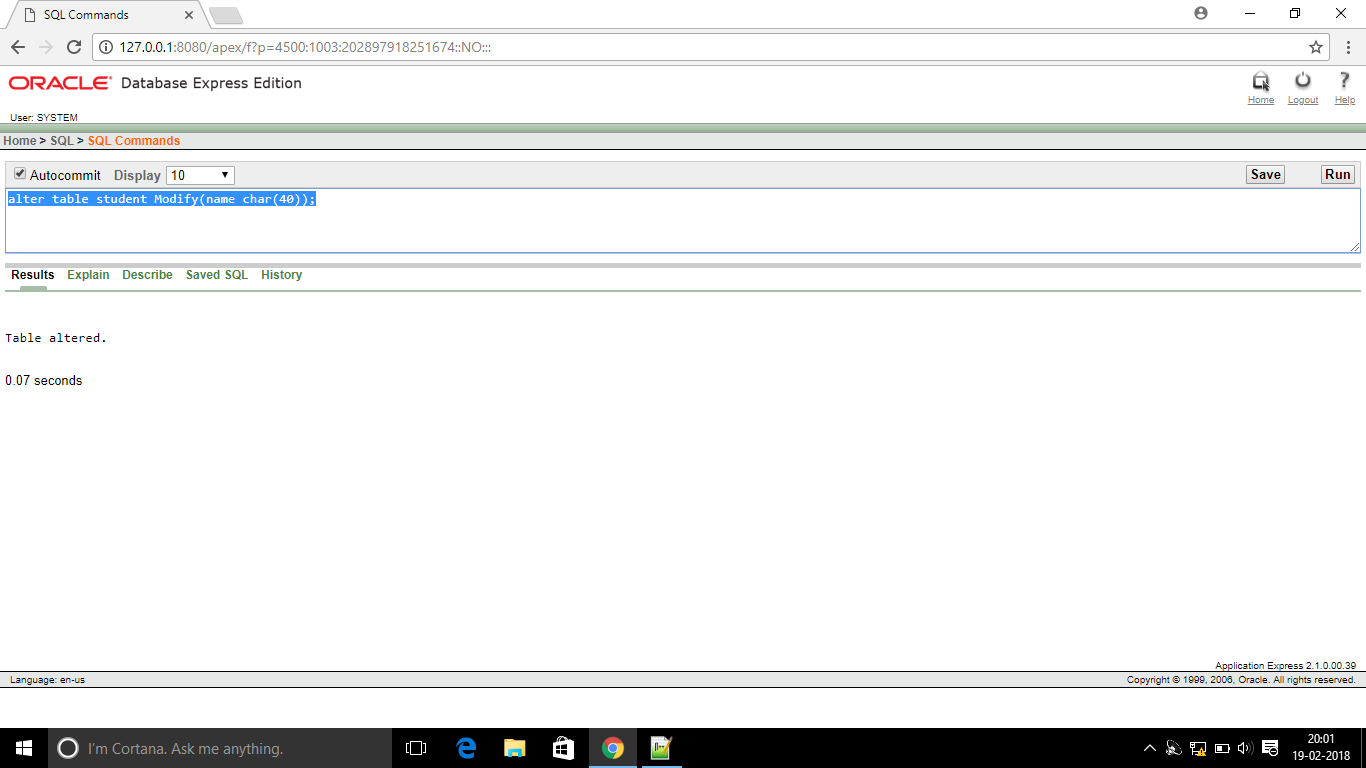 SQL Commands
127.0.0.1:8080/apex/f?p=4500:1003:202897918251674::NO:::
ORACLE Database Express Edition
Home Logout Help
User: SYSTEM
Home > SQL > SQL Commands
Autocommit Display 10 Save Run
alter table student Modify(name char(40));
Results Explain Describe Saved SQL History
Table altered.
0.07 seconds
Application Express 2.1.0.00.39
Language: en-us Copyright © 1999, 2006, Oracle. All rights reserved.
I'm Cortana. Ask me anything.
20:01
19-02-2018